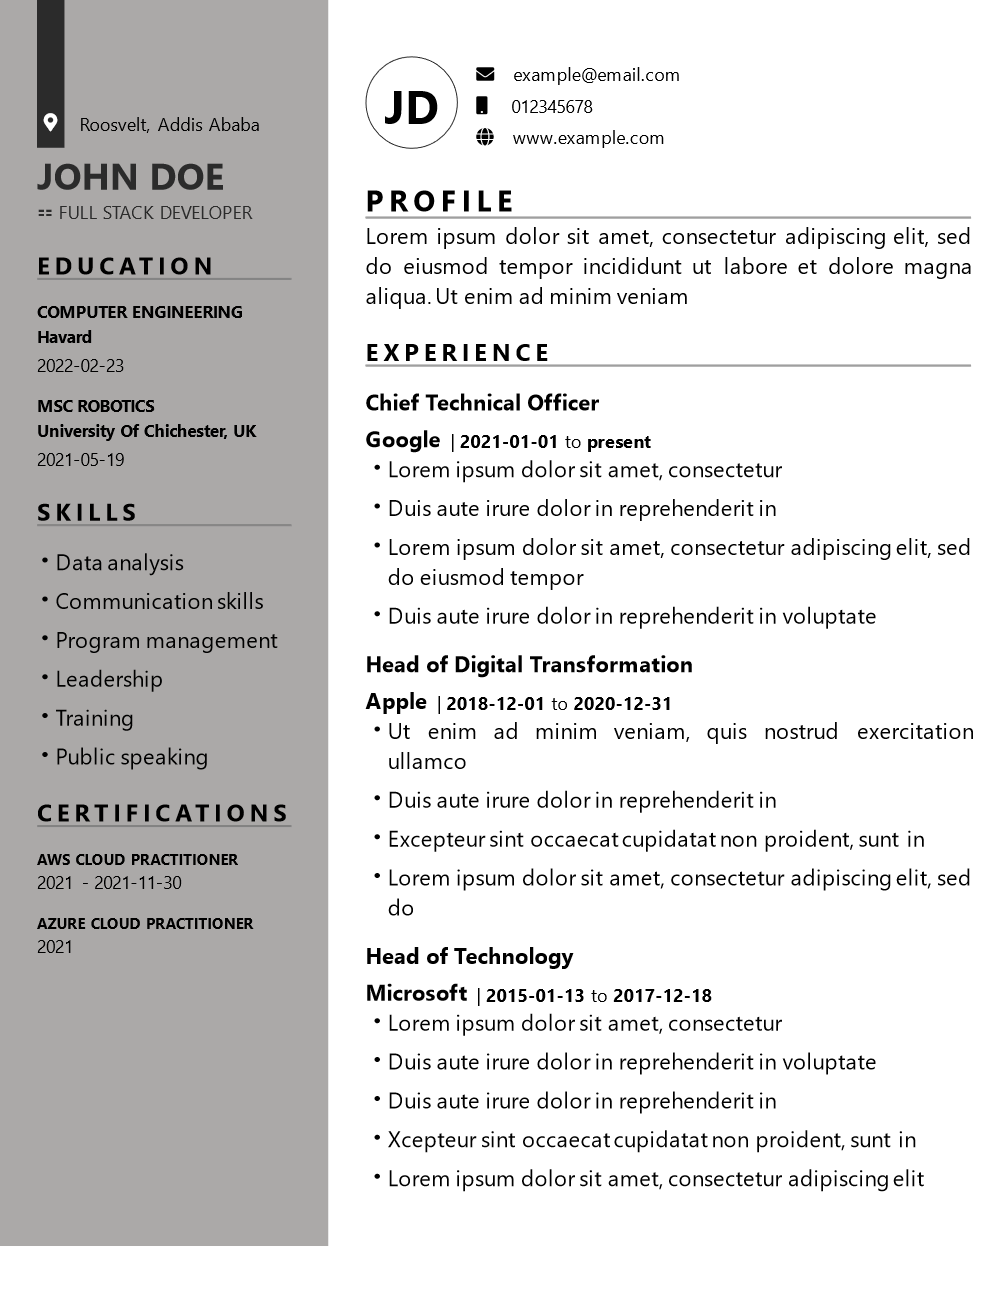 Roosvelt, Addis Ababa
JOHN DOE
:: FULL STACK DEVELOPER
EDUCATION
COMPUTER ENGINEERING
Havard
2022-02-23
MSC ROBOTICS
University Of Chichester, UK
2021-05-19
SKILLS
• Data analysis
• Communication skills
• Program management
• Leadership
• Training
• Public speaking
CERTIFICATIONS
AWS CLOUD PRACTITIONER
2021 - 2021-11-30
AZURE CLOUD PRACTITIONER
2021
JD
example@email.com
012345678
www.example.com
PROFILE
Lorem ipsum dolor sit amet, consectetur adipiscing elit, sed
do eiusmod tempor incididunt ut labore et dolore magna
aliqua. Ut enim ad minim veniam
EXPERIENCE
Chief Technical Officer
Google | 2021-01-01 to present
• Lorem ipsum dolor sit amet, consectetur
• Duis aute irure dolor in reprehenderit in
• Lorem ipsum dolor sit amet, consectetur adipiscing elit, sed
do eiusmod tempor
• Duis aute irure dolor in reprehenderit in voluptate
Head of Digital Transformation
Apple | 2018-12-01 to 2020-12-31
• Ut enim ad minim veniam, quis nostrud exercitation
ullamco
• Duis aute irure dolor in reprehenderit in
• Excepteur sint occaecat cupidatat non proident, sunt in
• Lorem ipsum dolor sit amet, consectetur adipiscing elit, sed
do
Head of Technology
Microsoft | 2015-01-13 to 2017-12-18
• Lorem ipsum dolor sit amet, consectetur
• Duis aute irure dolor in reprehenderit in voluptate
• Duis aute irure dolor in reprehenderit in
• Xcepteur sint occaecat cupidatat non proident, sunt in
• Lorem ipsum dolor sit amet, consectetur adipiscing elit